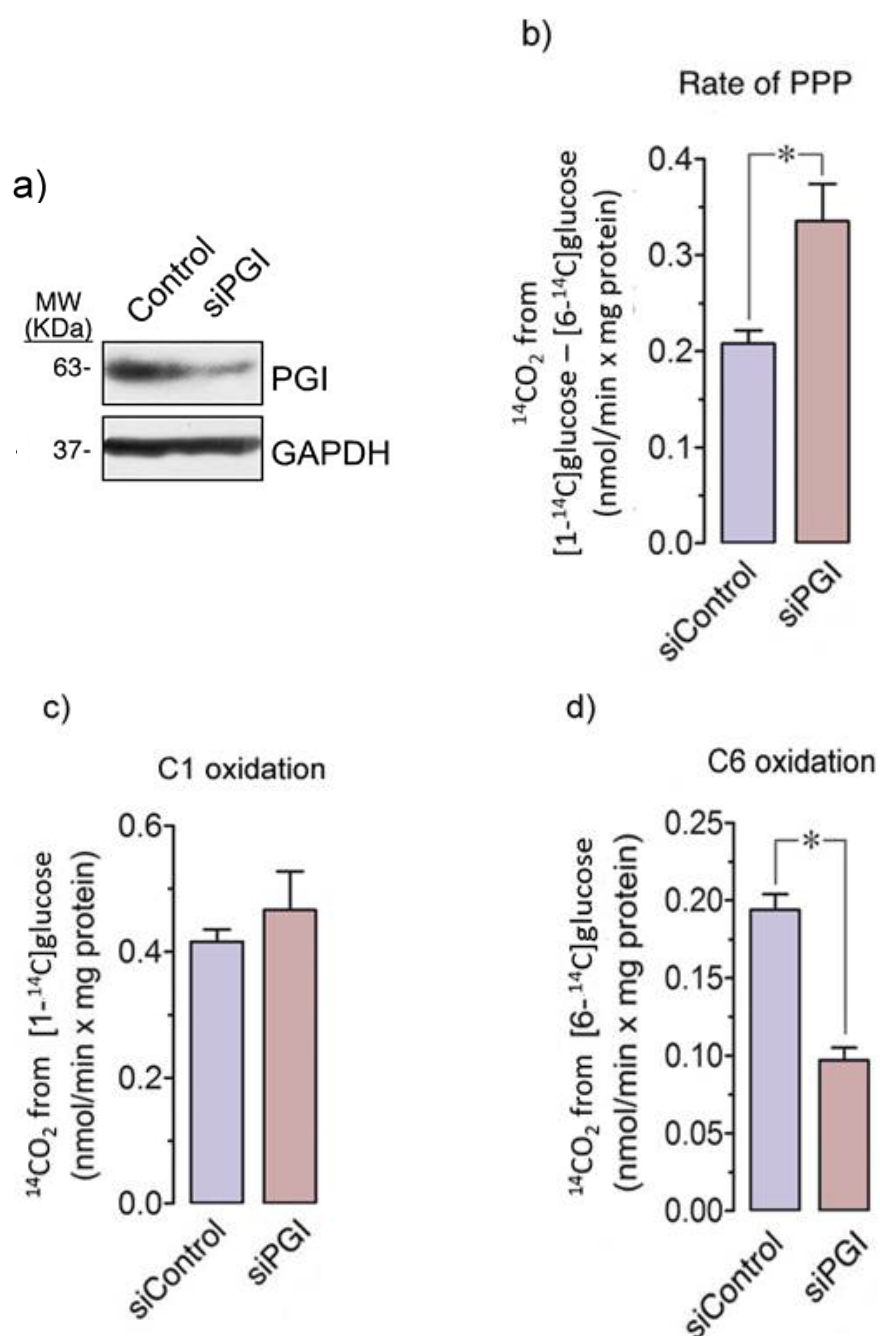 a)
Control
siPGI
MW
(KDa)
63-
PGI
37-
GAPDH
b)
Rate of PPP
*
¹⁴CO₂ from
[1-¹⁴C]glucose – [6-¹⁴C]glucose
(nmol/min x mg protein)
0.4
0.3
0.2
0.1
0.0
siControl
siPGI
c)
C1 oxidation
¹⁴CO₂ from [1-¹⁴C]glucose
(nmol/min x mg protein)
0.6
0.4
0.2
0.0
siControl
siPGI
d)
C6 oxidation
*
¹⁴CO₂ from [6-¹⁴C]glucose
(nmol/min x mg protein)
0.25
0.20
0.15
0.10
0.05
0.00
siControl
siPGI